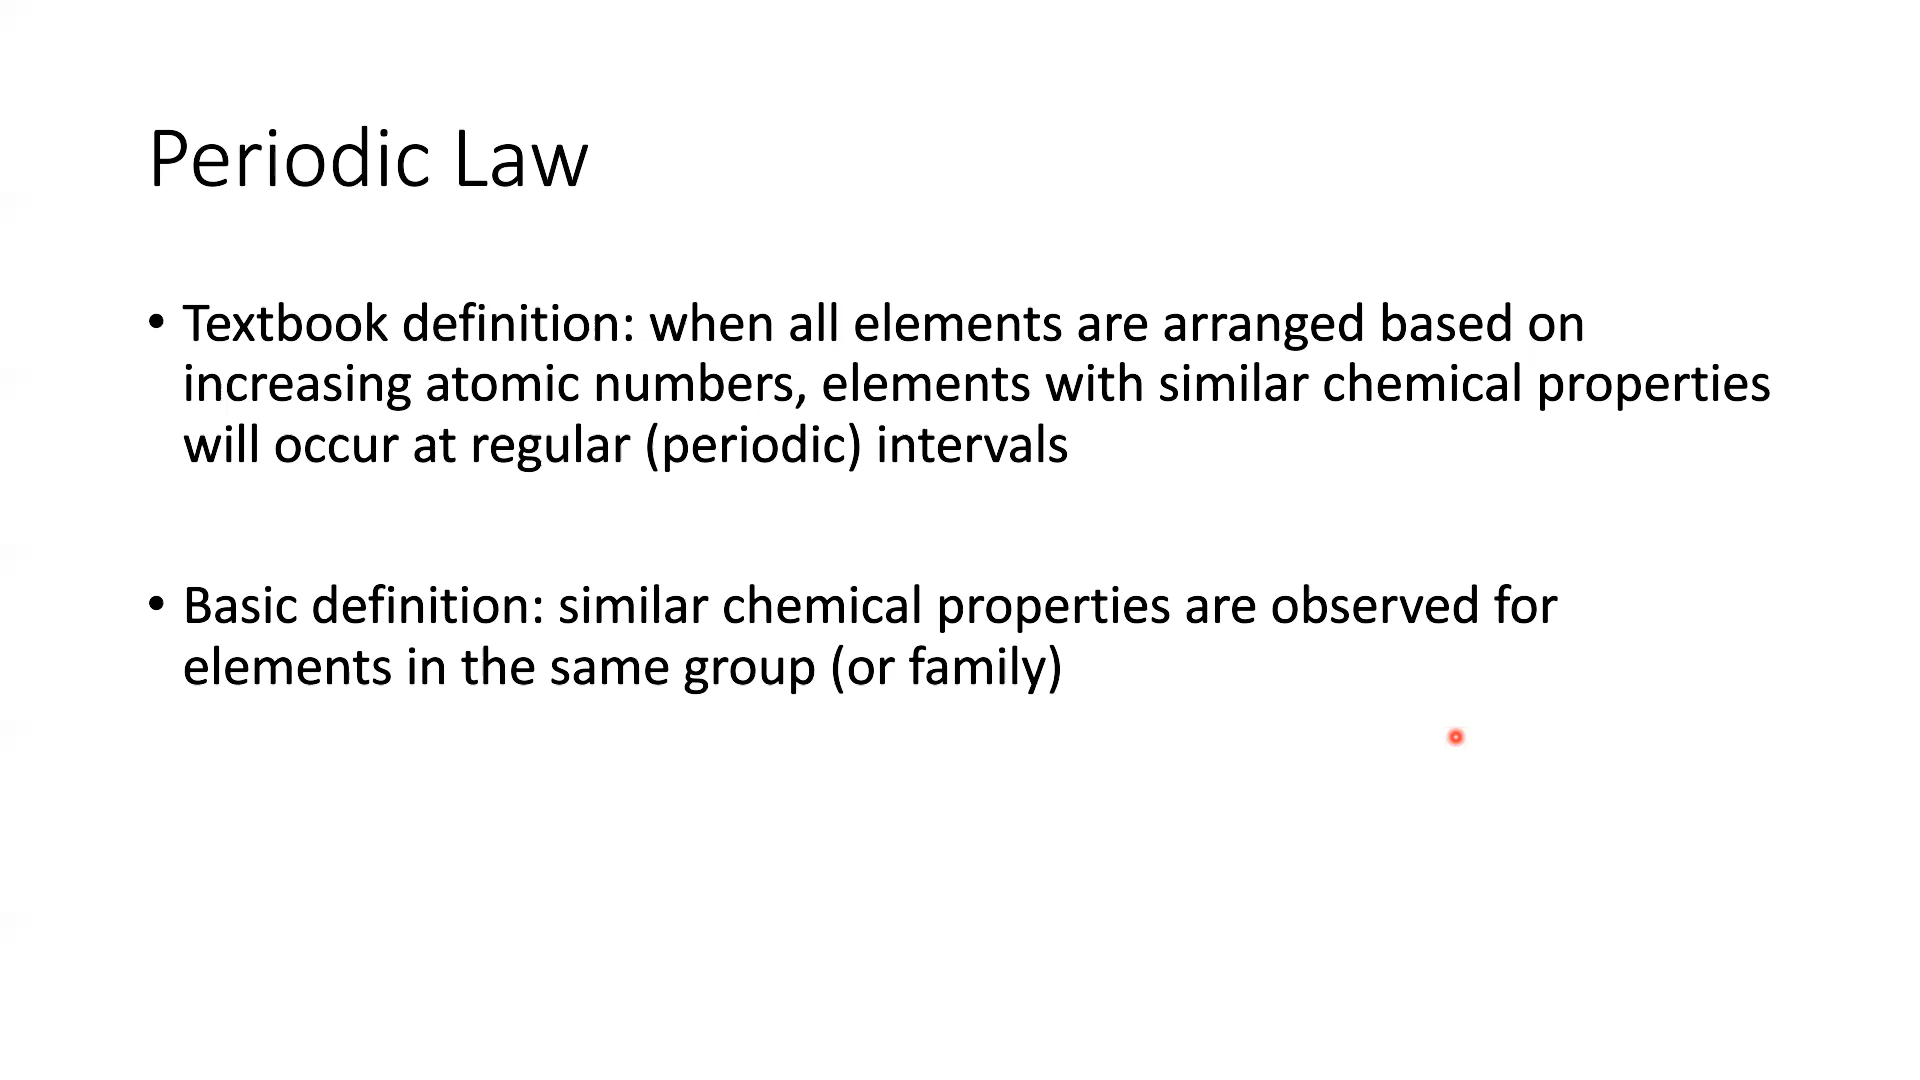 Periodic Law
• Textbook definition: when all elements are arranged based on
increasing atomic numbers, elements with similar chemical properties
will occur at regular (periodic) intervals
• Basic definition: similar chemical properties are observed for
elements in the same group (or family)